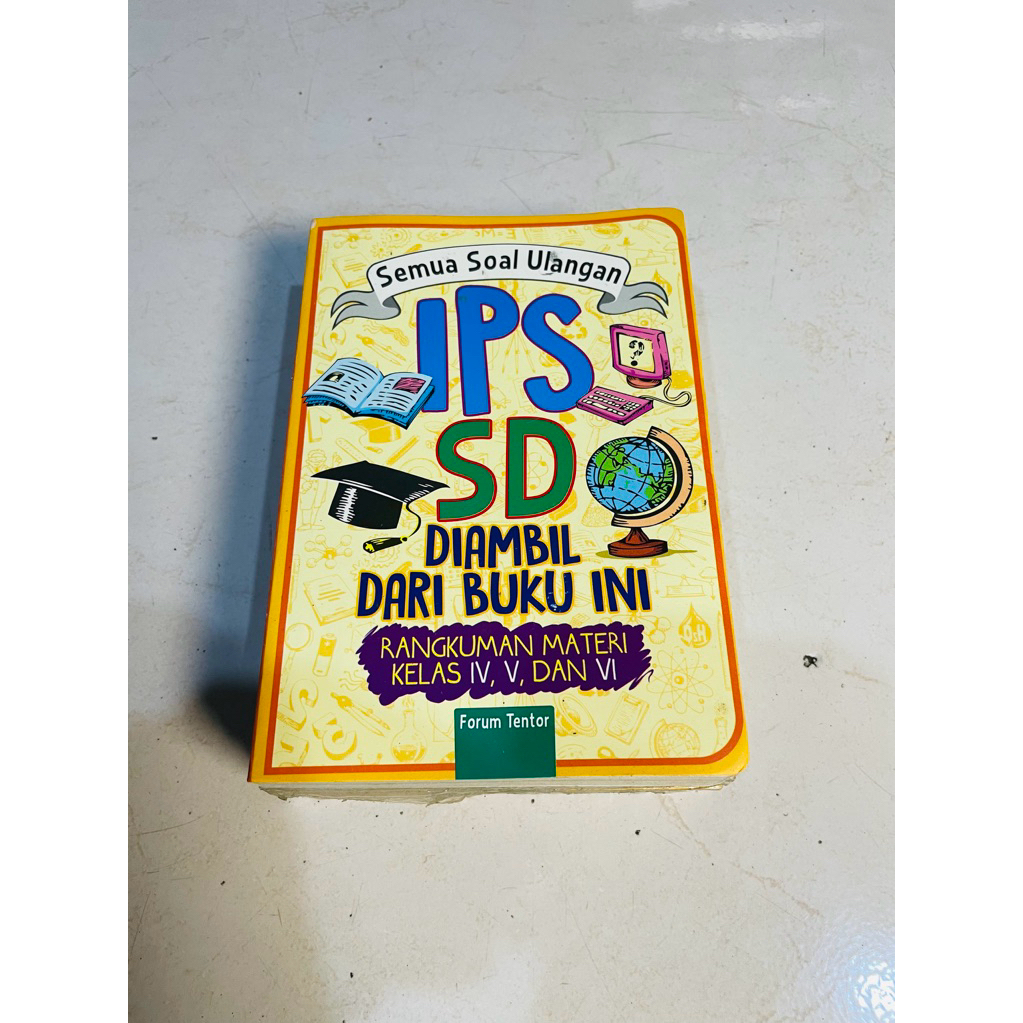 Semua Soal Ulangan
IPS
SD
DIAMBIL
DARI BUKU INI
RANGKUMAN MATERI
KELAS IV, V, DAN VI
Forum Tentor